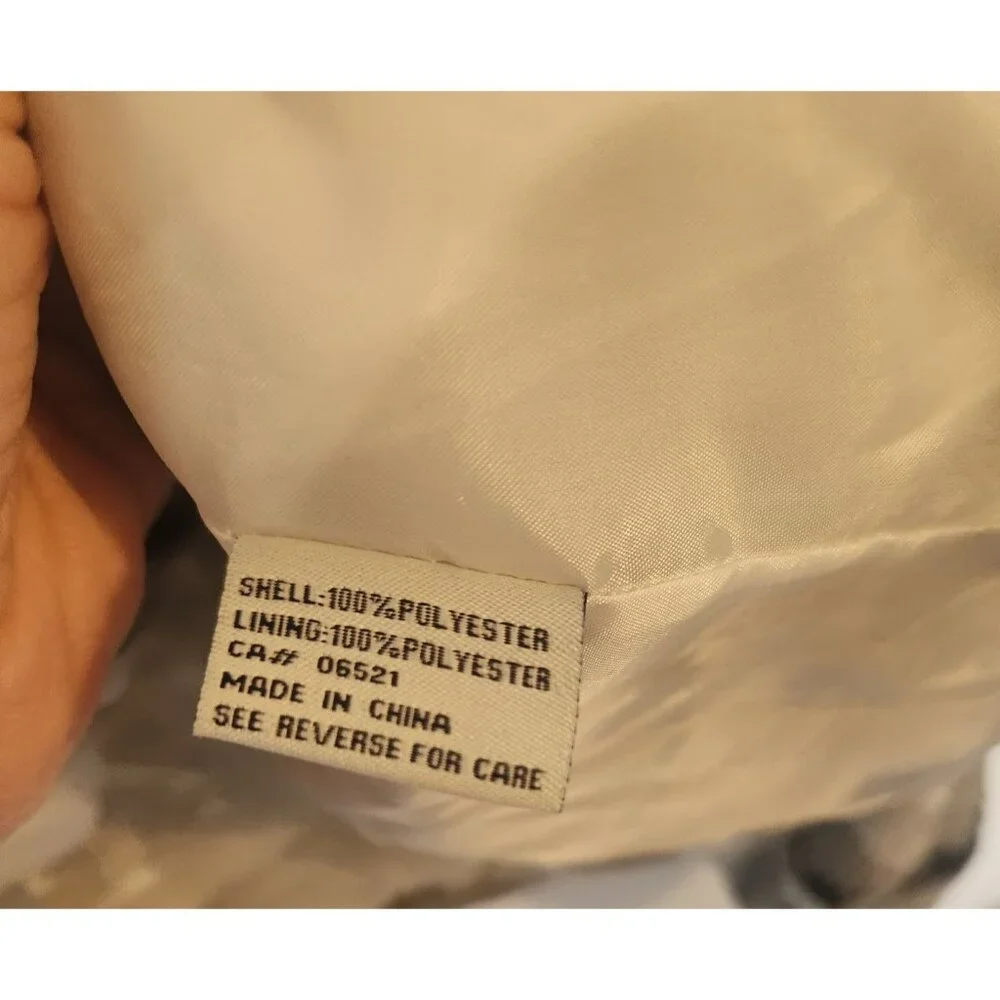 SHELL:100%POLYESTER
LINING:100%POLYESTER
CA# 06521
MADE IN CHINA
SEE REVERSE FOR CARE